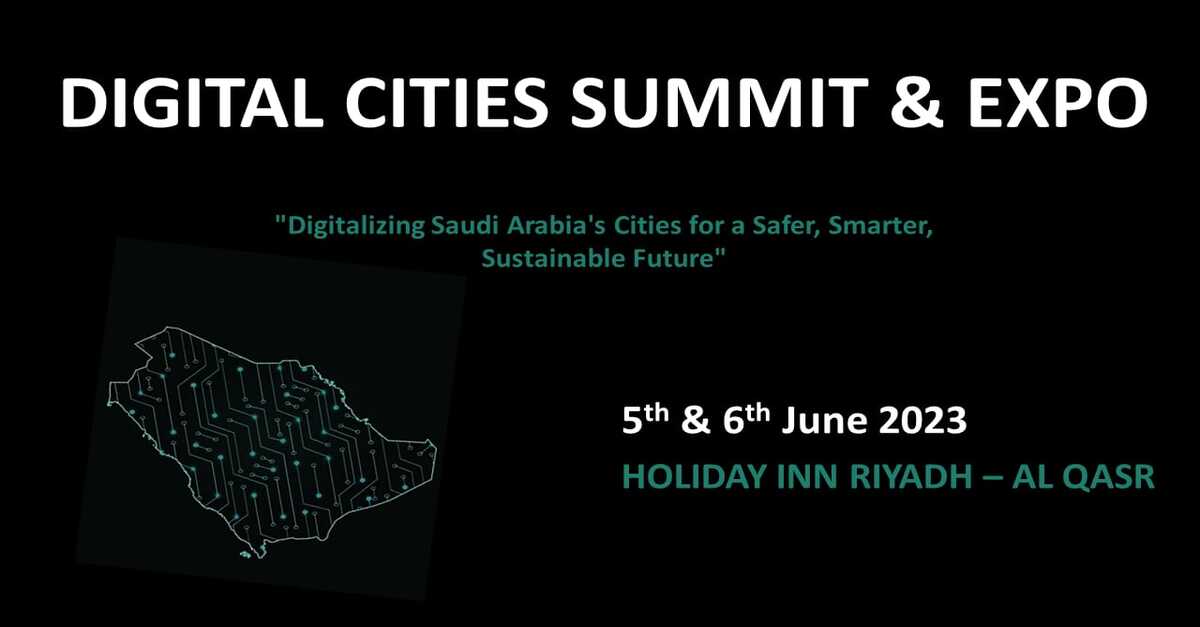 DIGITAL CITIES SUMMIT & EXPO
"Digitalizing Saudi Arabia's Cities for a Safer, Smarter,
Sustainable Future"
5th & 6th June 2023
HOLIDAY INN RIYADH – AL QASR